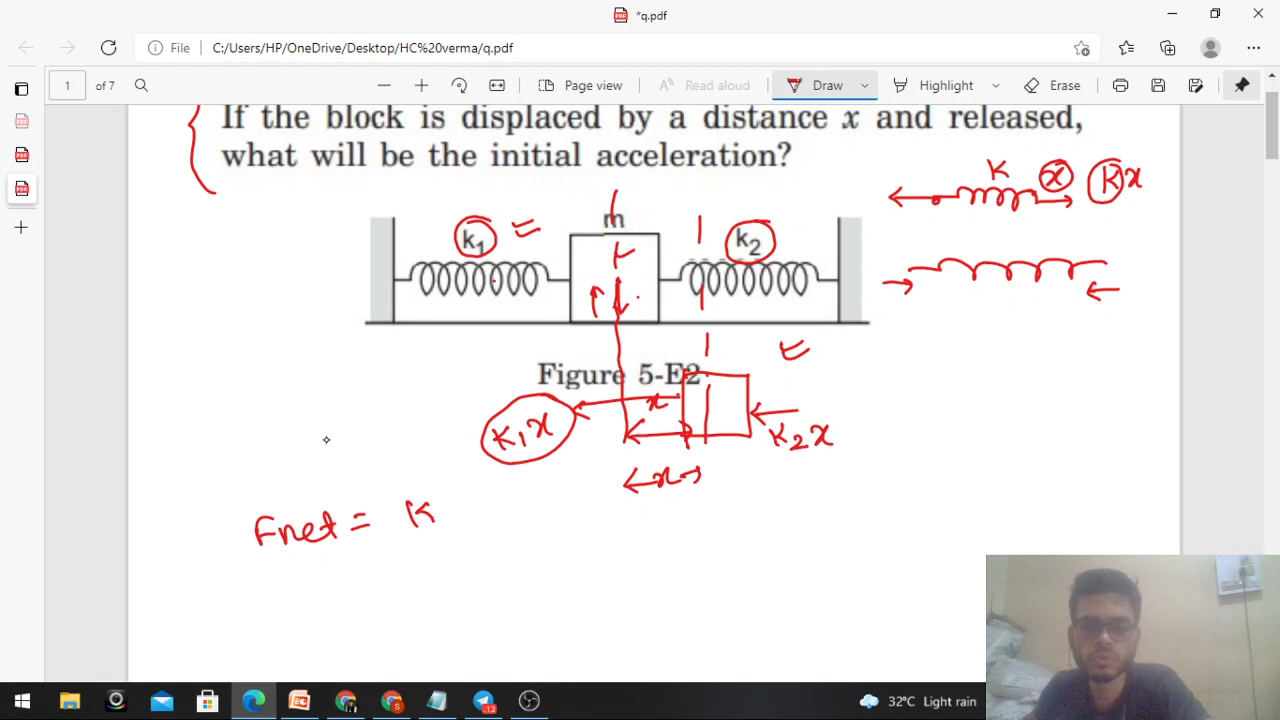 *q.pdf
File C:/Users/HP/OneDrive/Desktop/HC%20verma/q.pdf
1 of 7 Page view Read aloud Draw Highlight Erase
If the block is displaced by a distance x and released,
what will be the initial acceleration?
K x Kx
m
k1 k2
Figure 5-E2
x
K1x K2x
x
Fnet = K
12
32°C Light rain